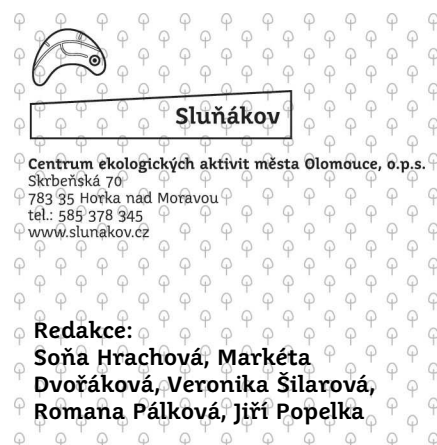 Sluňákov
Centrum ekologických aktivit města Olomouce, o.p.s.
Skrbeňská 70
783 35 Horka nad Moravou
tel.: 585 378 345
www.slunakov.cz
Redakce:
Soňa Hrachová, Markéta
Dvořáková, Veronika Šilarová,
Romana Pálková, Jiří Popelka